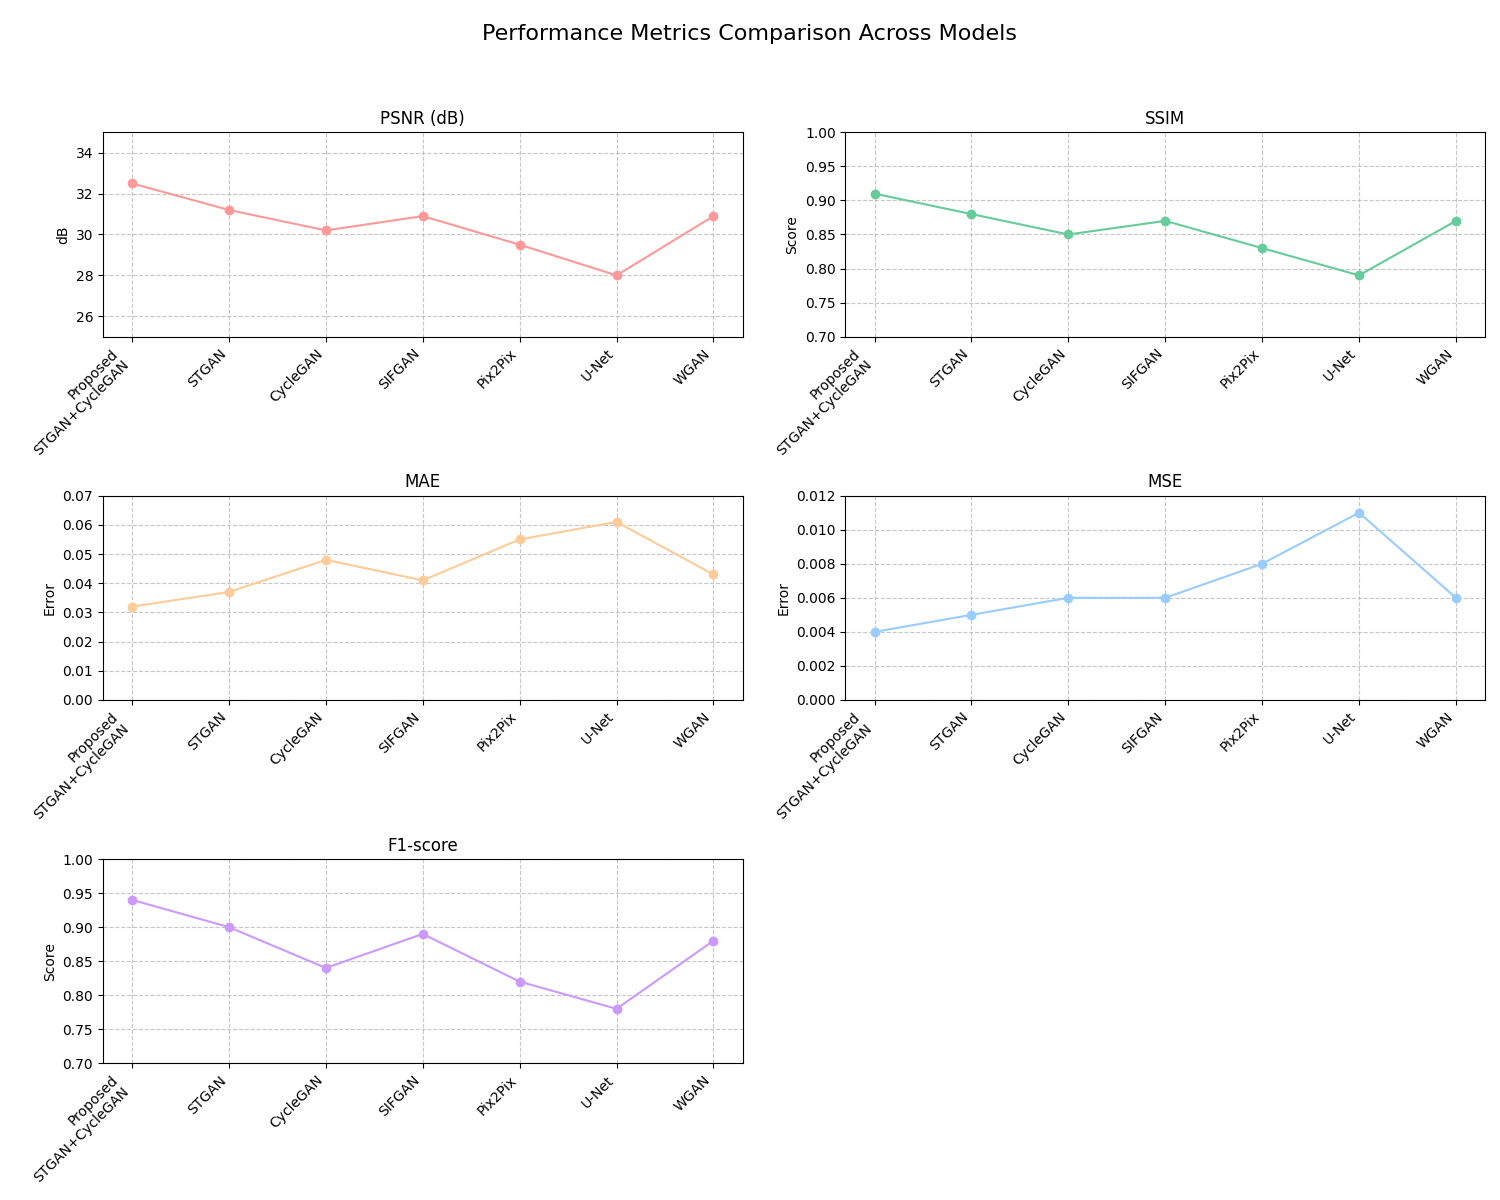 Performance Metrics Comparison Across Models
PSNR (dB)
dB
34
32
30
28
26
Proposed
STGAN+CycleGAN
STGAN
CycleGAN
SIFGAN
Pix2Pix
U-Net
WGAN
SSIM
Score
1.00
0.95
0.90
0.85
0.80
0.75
0.70
Proposed
STGAN+CycleGAN
STGAN
CycleGAN
SIFGAN
Pix2Pix
U-Net
WGAN
MAE
Error
0.07
0.06
0.05
0.04
0.03
0.02
0.01
0.00
Proposed
STGAN+CycleGAN
STGAN
CycleGAN
SIFGAN
Pix2Pix
U-Net
WGAN
MSE
Error
0.012
0.010
0.008
0.006
0.004
0.002
0.000
Proposed
STGAN+CycleGAN
STGAN
CycleGAN
SIFGAN
Pix2Pix
U-Net
WGAN
F1-score
Score
1.00
0.95
0.90
0.85
0.80
0.75
0.70
Proposed
STGAN+CycleGAN
STGAN
CycleGAN
SIFGAN
Pix2Pix
U-Net
WGAN